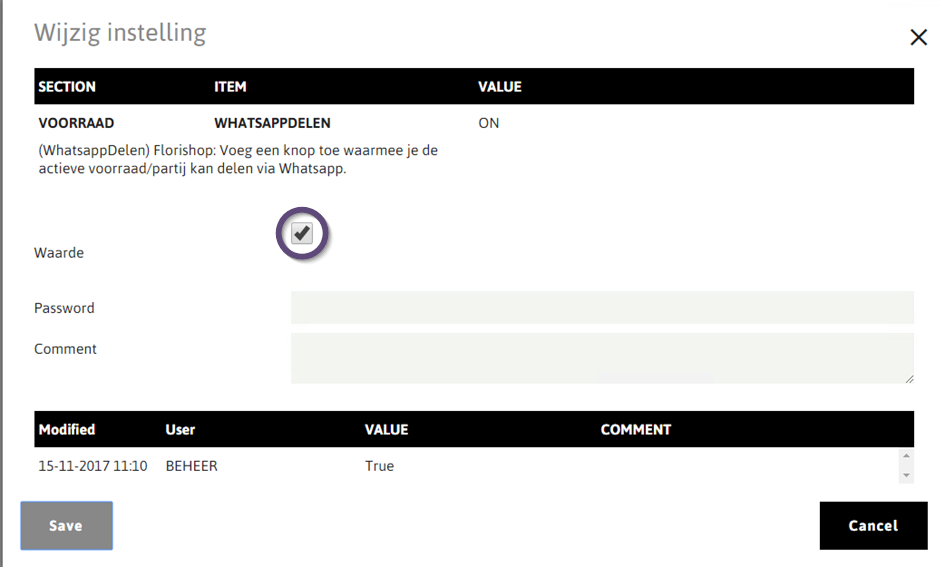 Wijzig instelling
SECTION ITEM VALUE
VOORRAAD WHATSAPPDELEN ON
(WhatsappDelen) Florishop: Voeg een knop toe waarmee je de
actieve voorraad/partij kan delen via Whatsapp.
Waarde
Password
Comment
Modified User VALUE COMMENT
15-11-2017 11:10 BEHEER True
Save Cancel